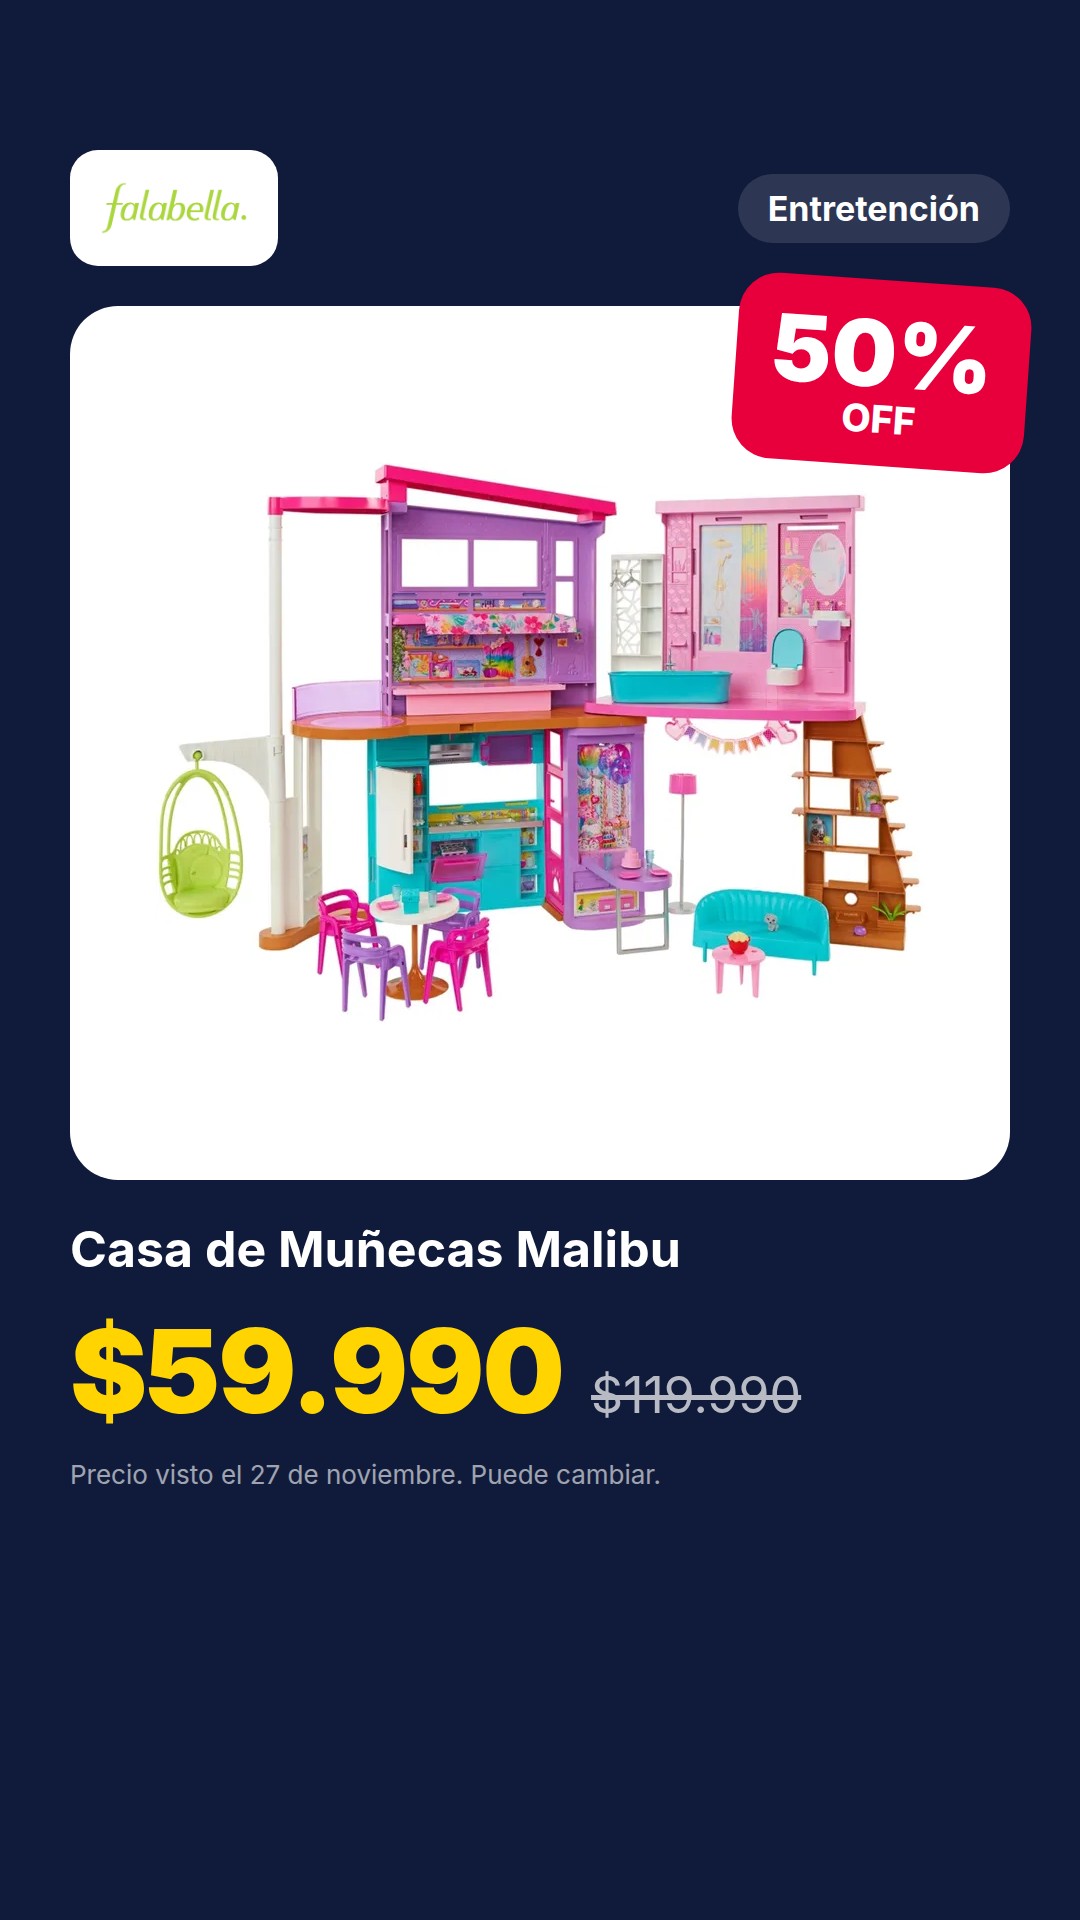 falabella.
Entretención
50%
OFF
Casa de Muñecas Malibu
$59.990 $119.990
Precio visto el 27 de noviembre. Puede cambiar.